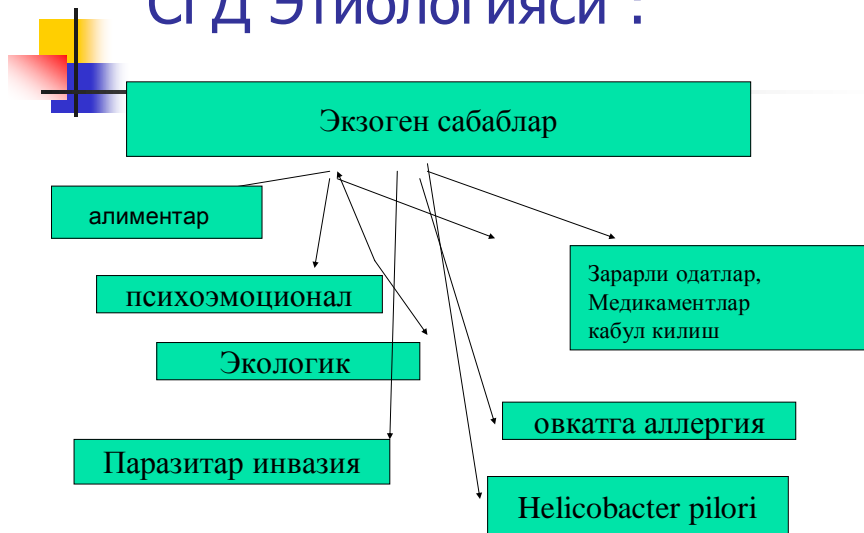 СГД Этиологияси :
Экзоген сабаблар
алиментар
психоэмоционал
Экологик
Паразитар инвазия
Зарарли одатлар,
Медикаментлар
кабул килиш
овкатга аллергия
Helicobacter pilori